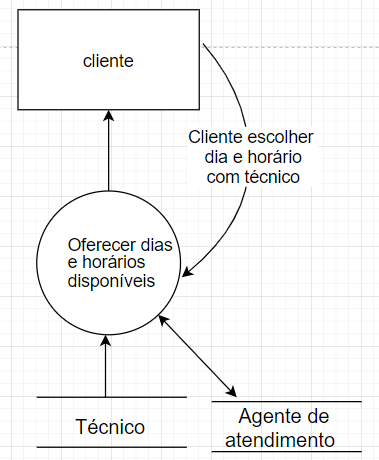 cliente
Cliente escolher
dia e horário
com técnico
Oferecer dias
e horários
disponíveis
Técnico
Agente de
atendimento